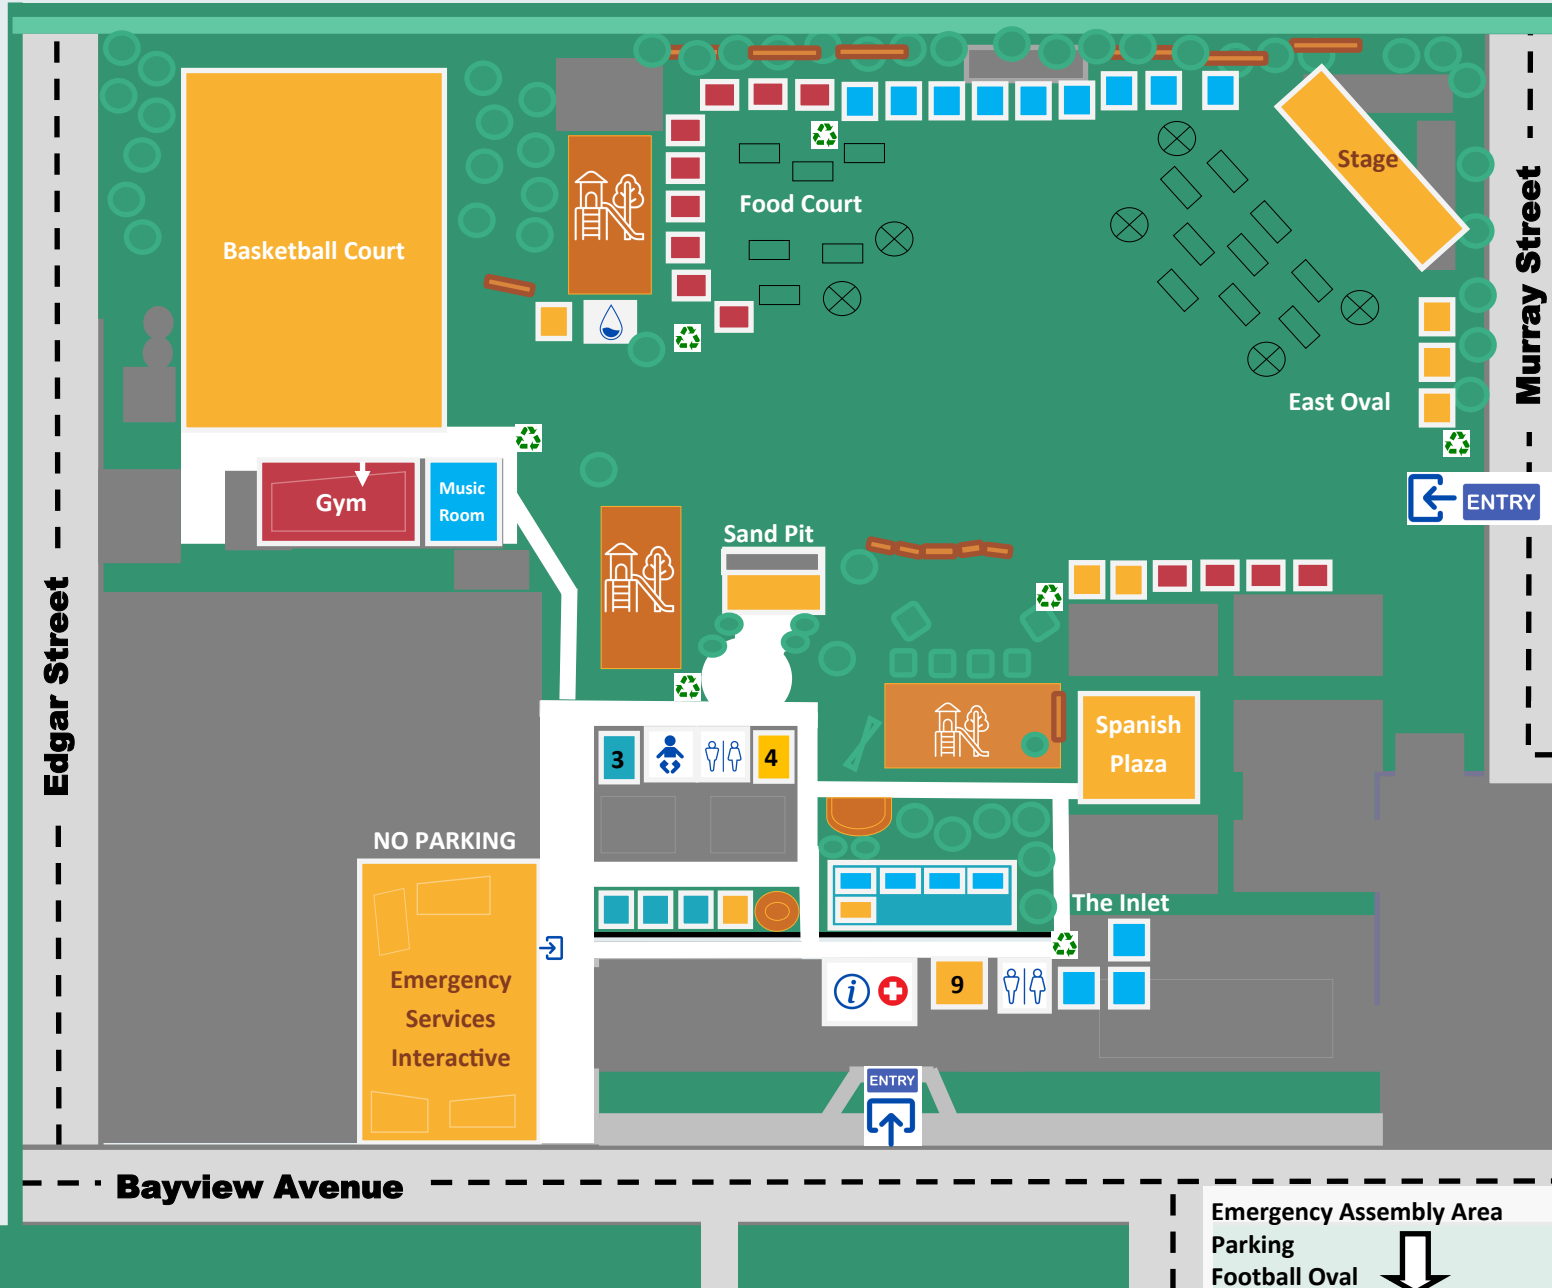 Stage
Food Court
Basketball Court
Murray Street
East Oval
Music
Room
Gym
ENTRY
Sand Pit
Edgar Street
Spanish
Plaza
3
4
NO PARKING
The Inlet
Emergency
Services
Interactive
i
9
ENTRY
Bayview Avenue
Emergency Assembly Area
Parking
Football Oval